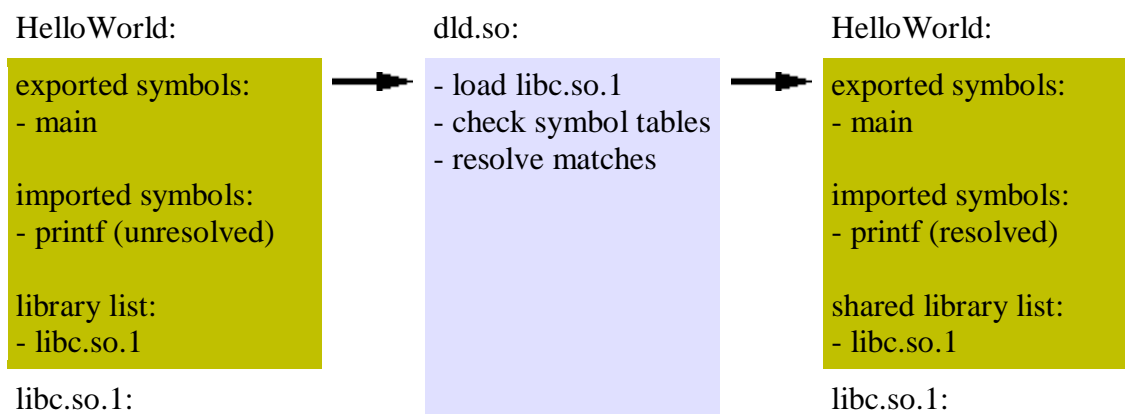 HelloWorld:
exported symbols:
- main
imported symbols:
- printf (unresolved)
library list:
- libc.so.1
libc.so.1:
dld.so:
- load libc.so.1
- check symbol tables
- resolve matches
HelloWorld:
exported symbols:
- main
imported symbols:
- printf (resolved)
shared library list:
- libc.so.1
libc.so.1: